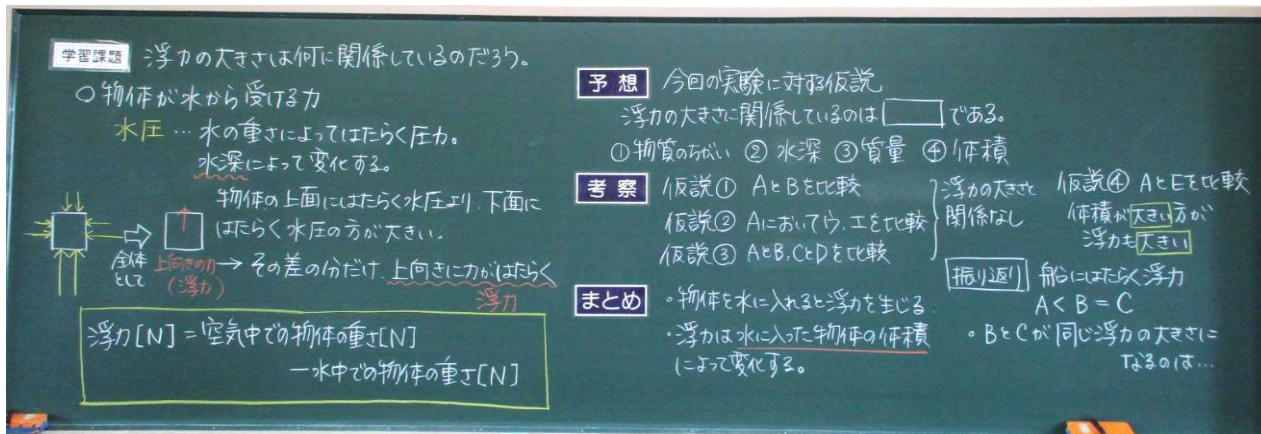 学習課題 浮力の大きさは何に関係しているのだろう。
○物体が水から受ける力
水圧…水の重さによってはたらく圧力。
水深によって変化する。
物体の上面にはたらく水圧より、下面に
はたらく水圧の方が大きい。
全体として
上向きの力(浮力)
→その差の分だけ、上向きに力がはたらく
浮力
浮力[N]=空気中での物体の重さ[N]
-水中での物体の重さ[N]
予想 今回の実験に対する仮説
浮力の大きさに関係しているのは□である。
①物質のちがい ②水深 ③質量 ④体積
考察 仮説① AとBを比較
仮説② Aにおいてウ、エを比較
仮説③ AとB、CとDを比較
浮力の大きさと
関係なし
仮説④ AとEを比較
体積が大きい方が
浮力も大きい
まとめ ・物体を水に入れると浮力を生じる。
・浮力は水に入った物体の体積
によって変化する。
振り返り 船にはたらく浮力
A<B=C
・BとCが同じ浮力の大きさに
なるのは…